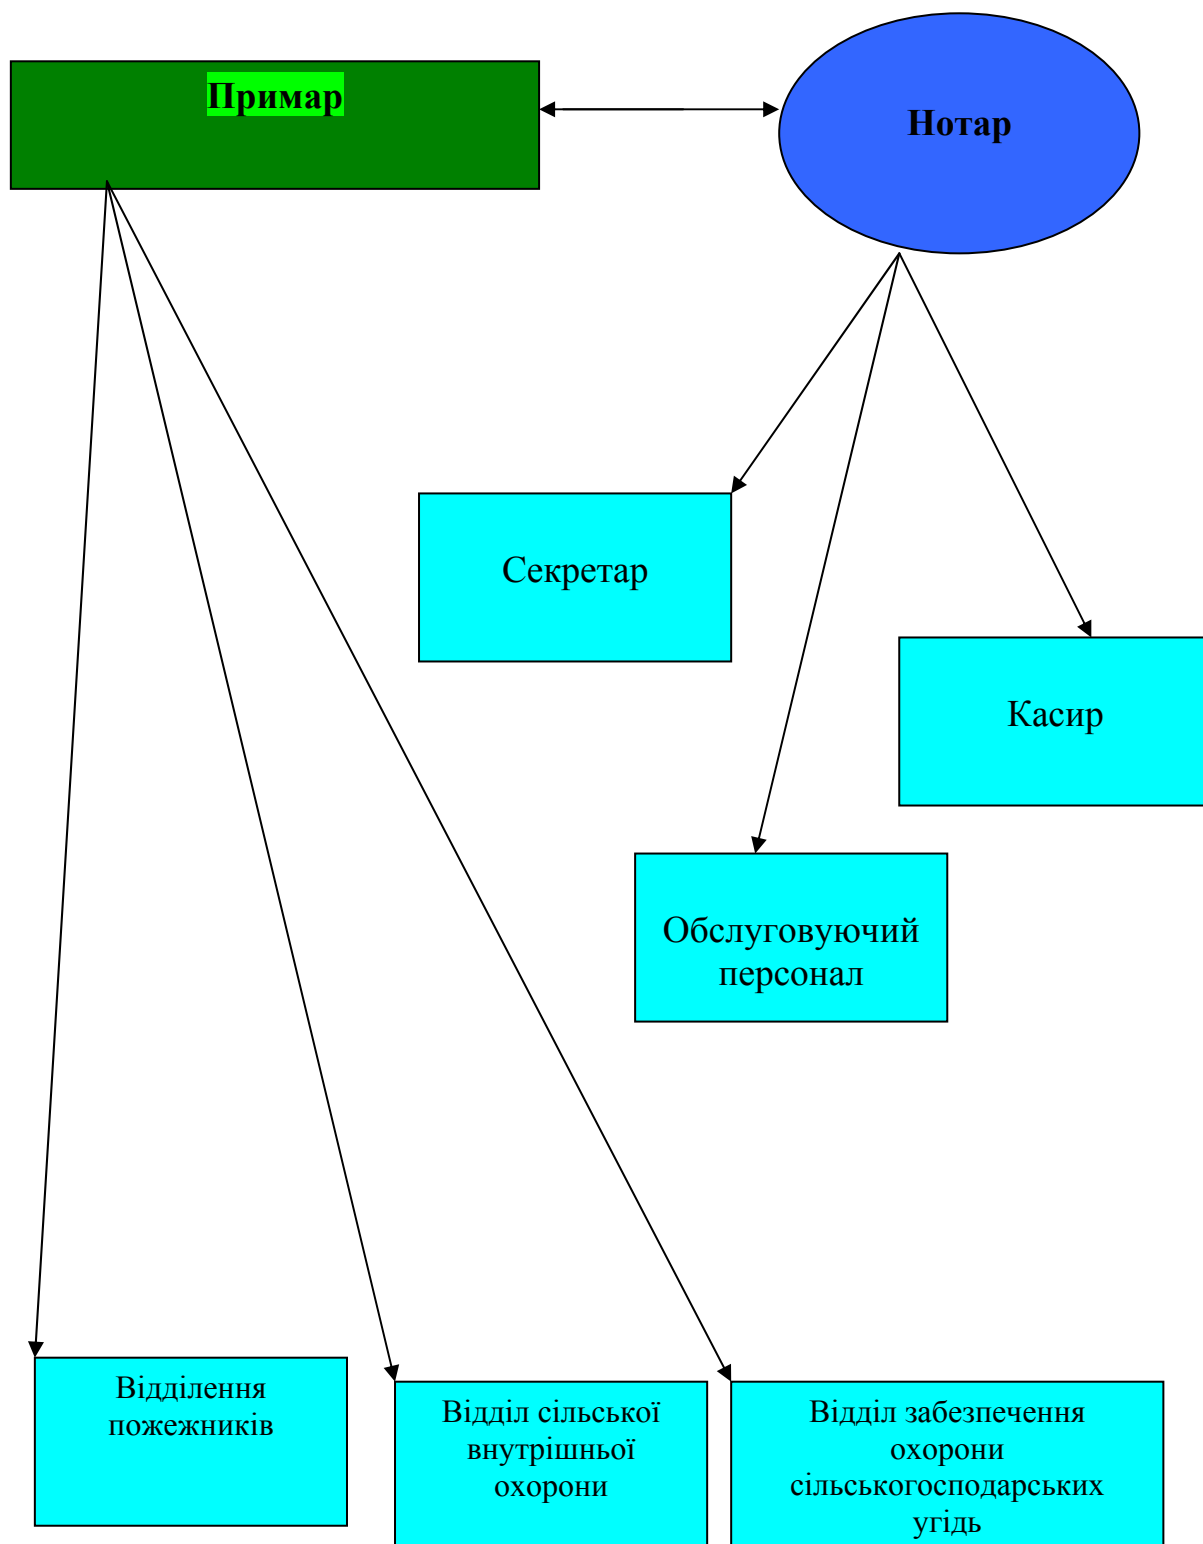 Примар
Нотар
Секретар
Касир
Обслуговуючий
персонал
Відділення
пожежників
Відділ сільської
внутрішньої
охорони
Відділ забезпечення
охорони
сільськогосподарських
угідь